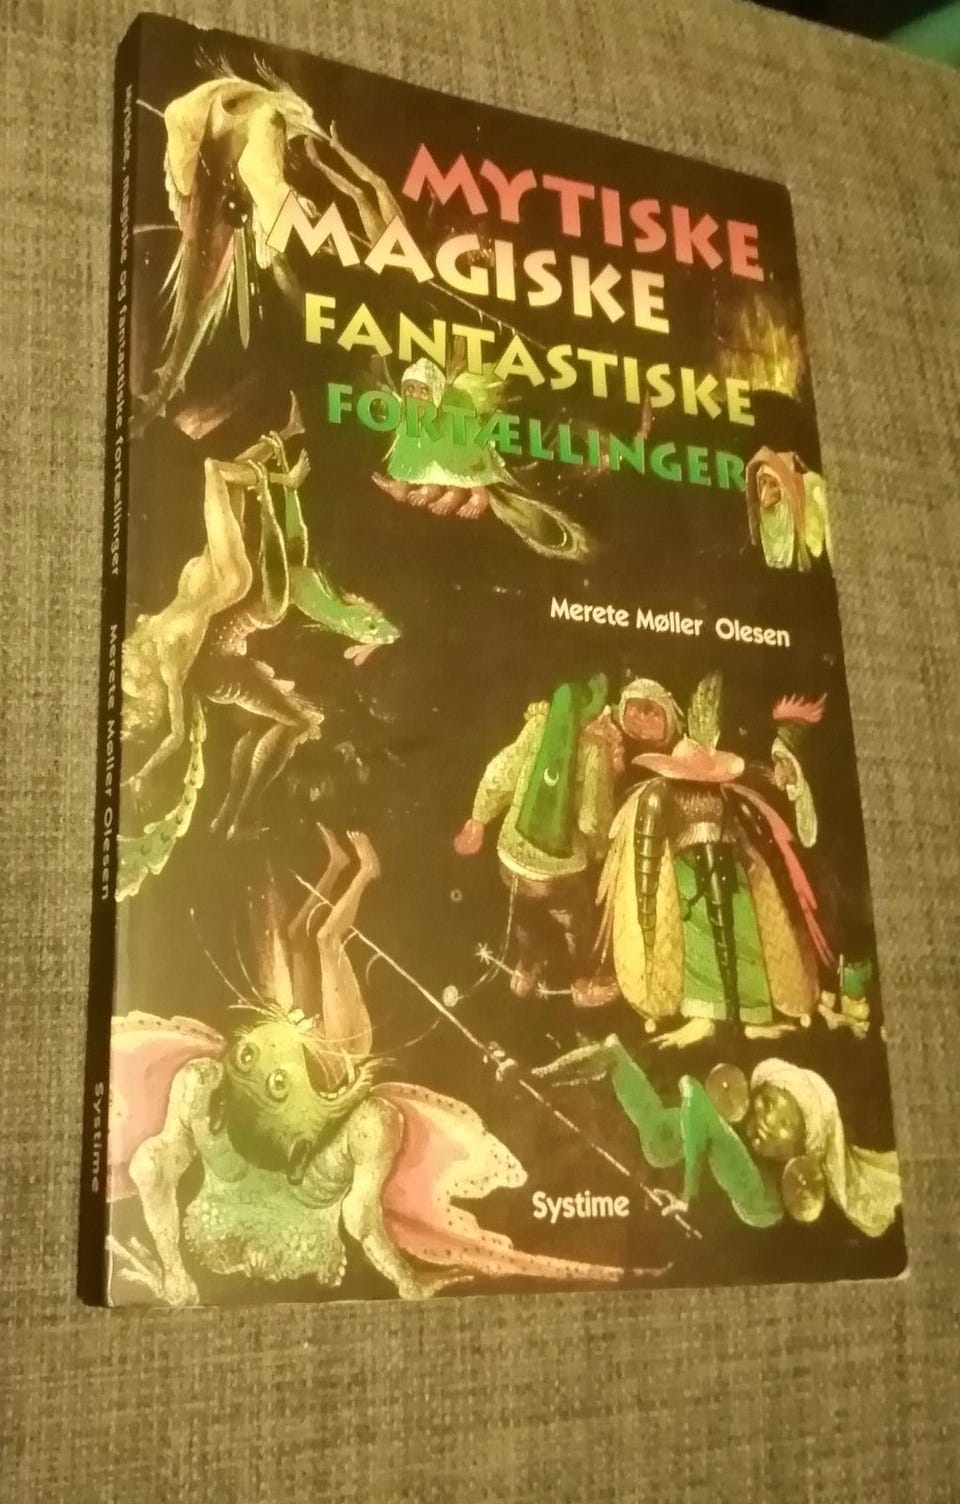 MYTISKE
MAGISKE
FANTASTISKE
FORTÆLLINGER
Merete Møller Olesen
Systime
Mytiske, magiske og fantastiske fortællinger Merete Møller Olesen Systime